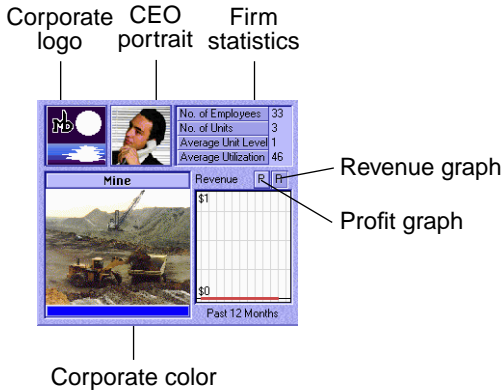 Corporate
logo
CEO
portrait
Firm
statistics
No. of Employees 33
No. of Units 3
Average Unit Level 1
Average Utilization 46
Mine
Revenue P R
$1
$0
Past 12 Months
Revenue graph
Profit graph
Corporate color